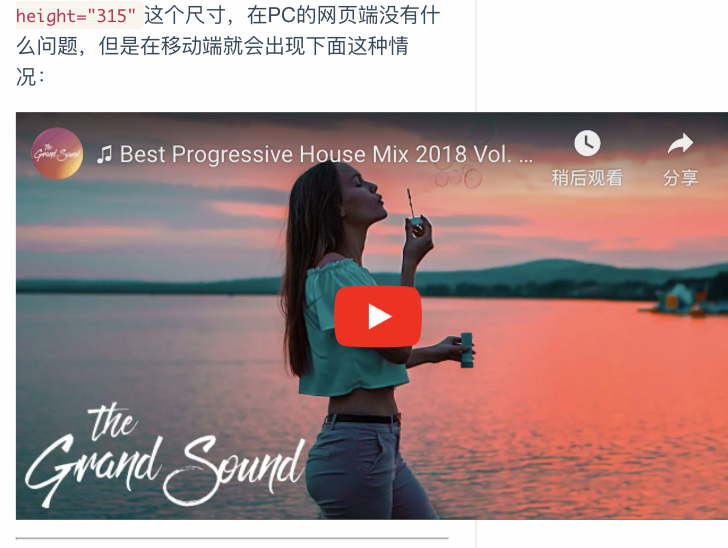 height="315" 这个尺寸，在PC的网页端没有什
么问题，但是在移动端就会出现下面这种情
况：
the Grand Sound
♫ Best Progressive House Mix 2018 Vol. ...
稍后观看
分享
the
Grand Sound